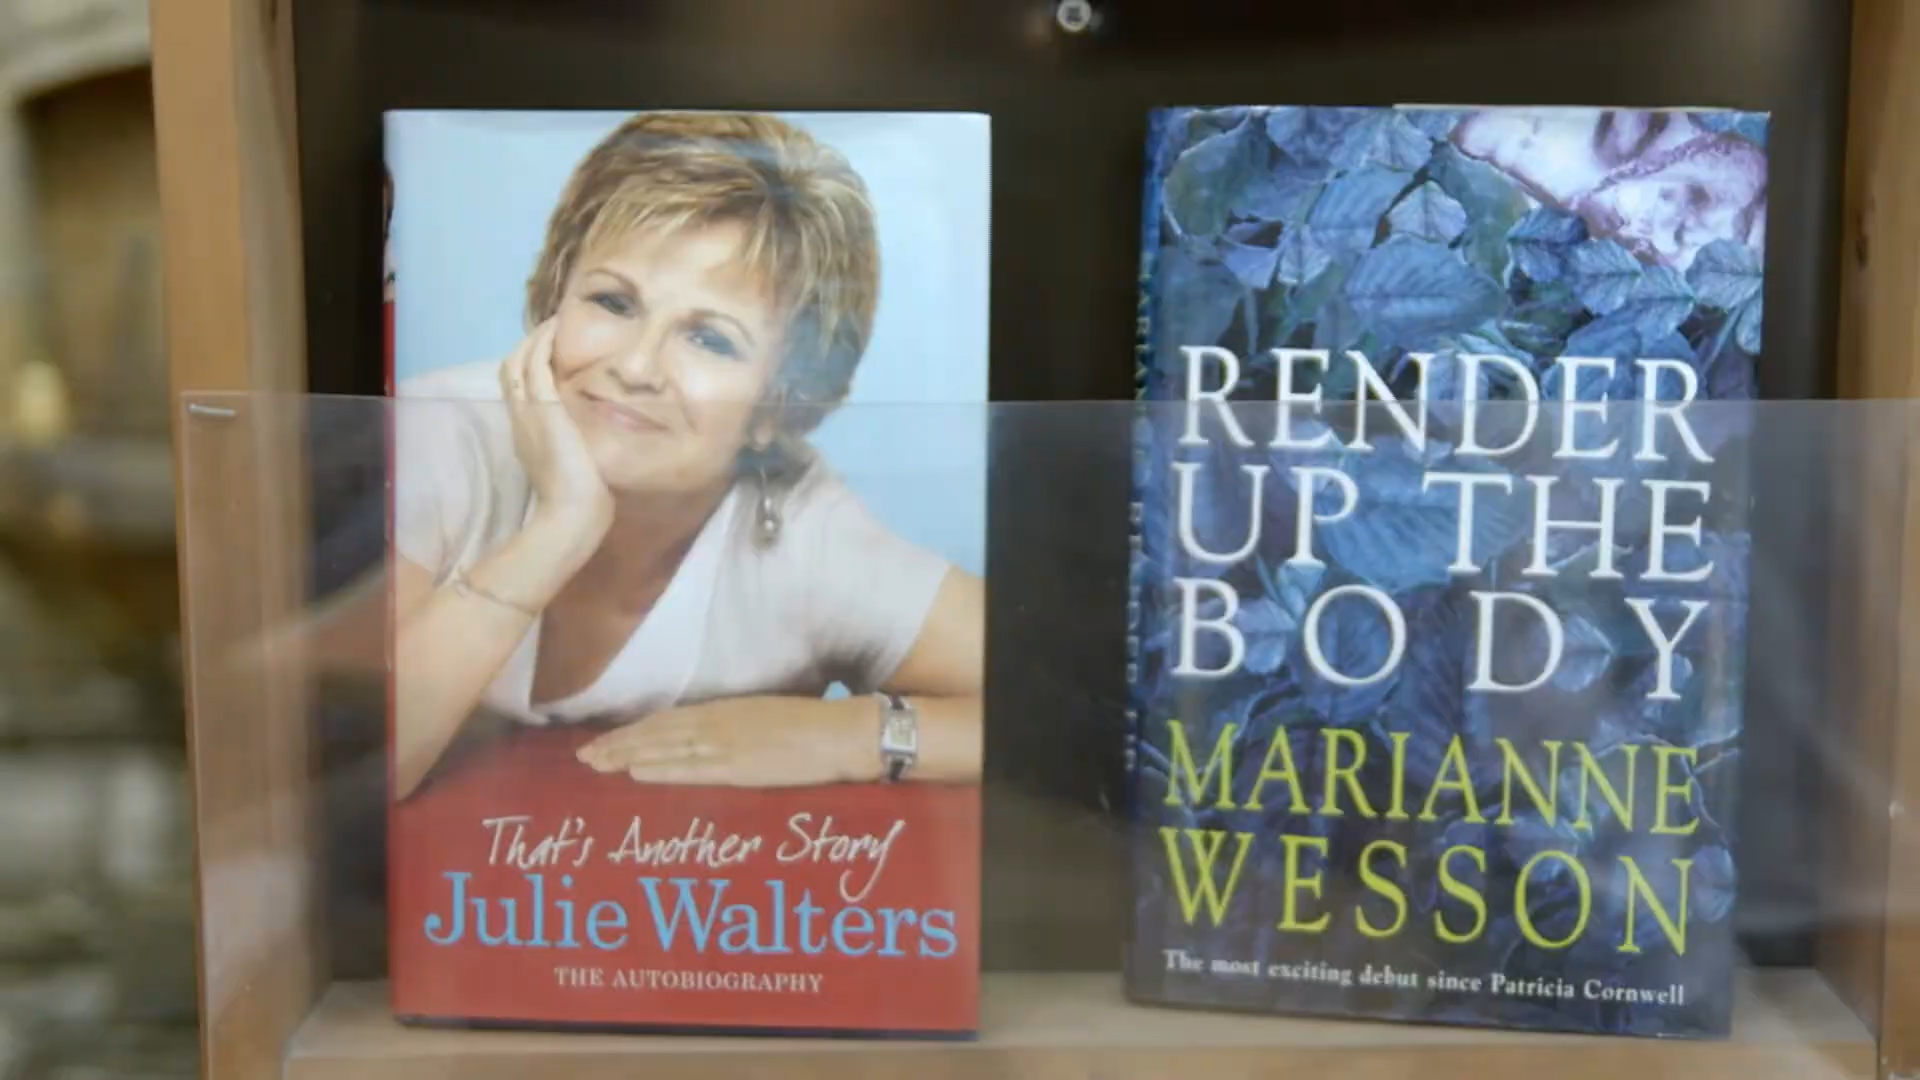 That's Another Story
Julie Walters
THE AUTOBIOGRAPHY
RENDER
UP THE
BODY
MARIANNE
WESSON
The most exciting debut since Patricia Cornwell